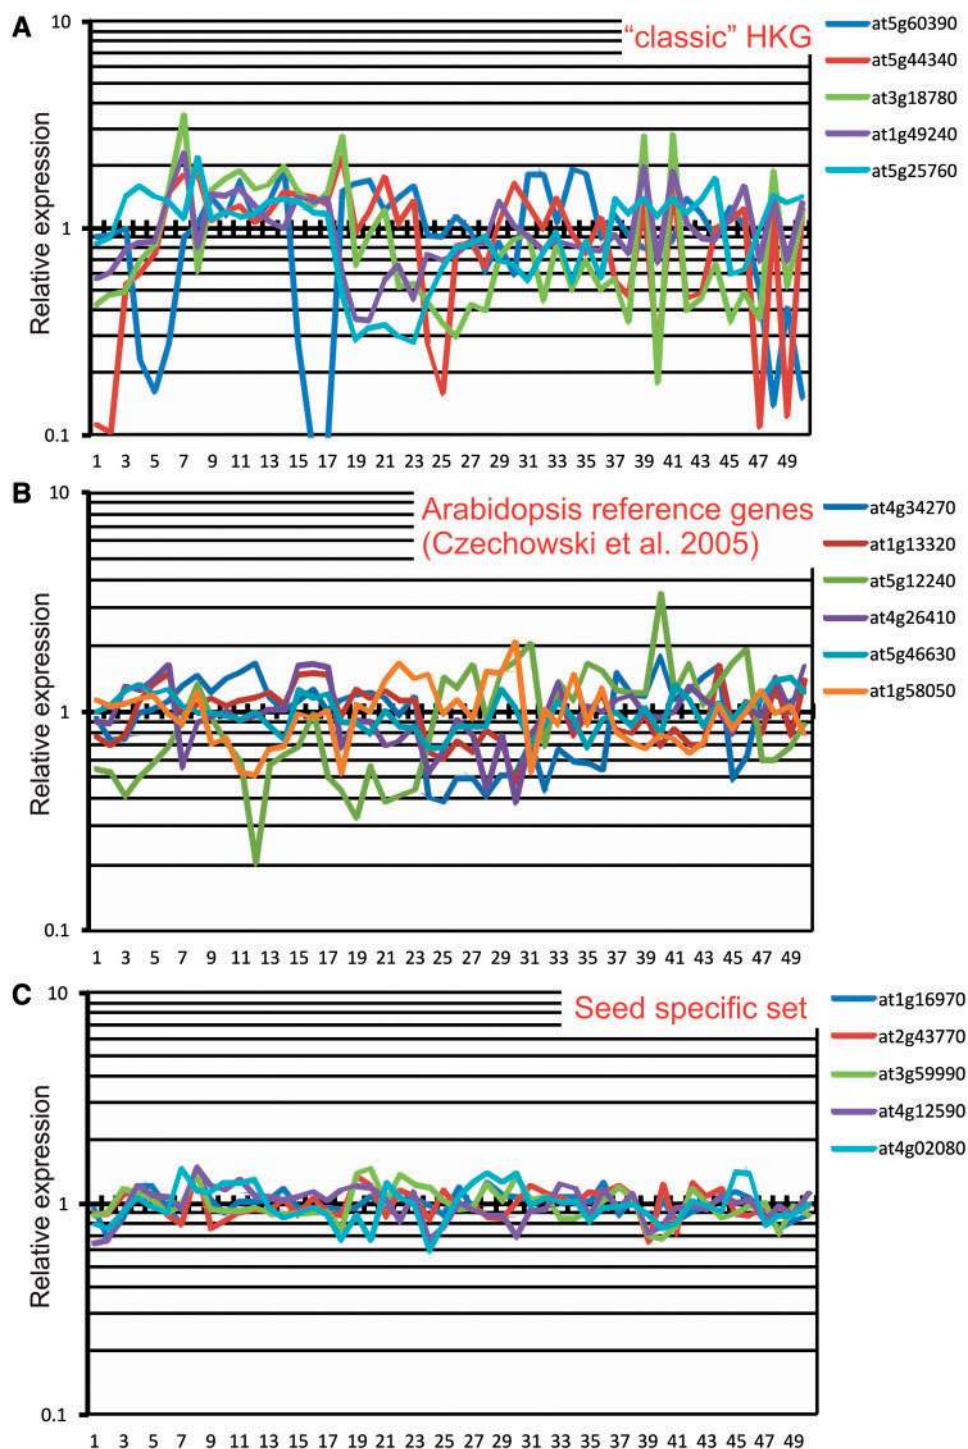 A
10
"classic" HKG
at5g60390
at5g44340
at3g18780
at1g49240
at5g25760
Relative expression
1
0.1
1 3 5 7 9 11 13 15 17 19 21 23 25 27 29 31 33 35 37 39 41 43 45 47 49
B
10
Arabidopsis reference genes
(Czechowski et al. 2005)
at4g34270
at1g13320
at5g12240
at4g26410
at5g46630
at1g58050
Relative expression
1
0.1
1 3 5 7 9 11 13 15 17 19 21 23 25 27 29 31 33 35 37 39 41 43 45 47 49
C
10
Seed specific set
at1g16970
at2g43770
at3g59990
at4g12590
at4g02080
Relative expression
1
0.1
1 3 5 7 9 11 13 15 17 19 21 23 25 27 29 31 33 35 37 39 41 43 45 47 49